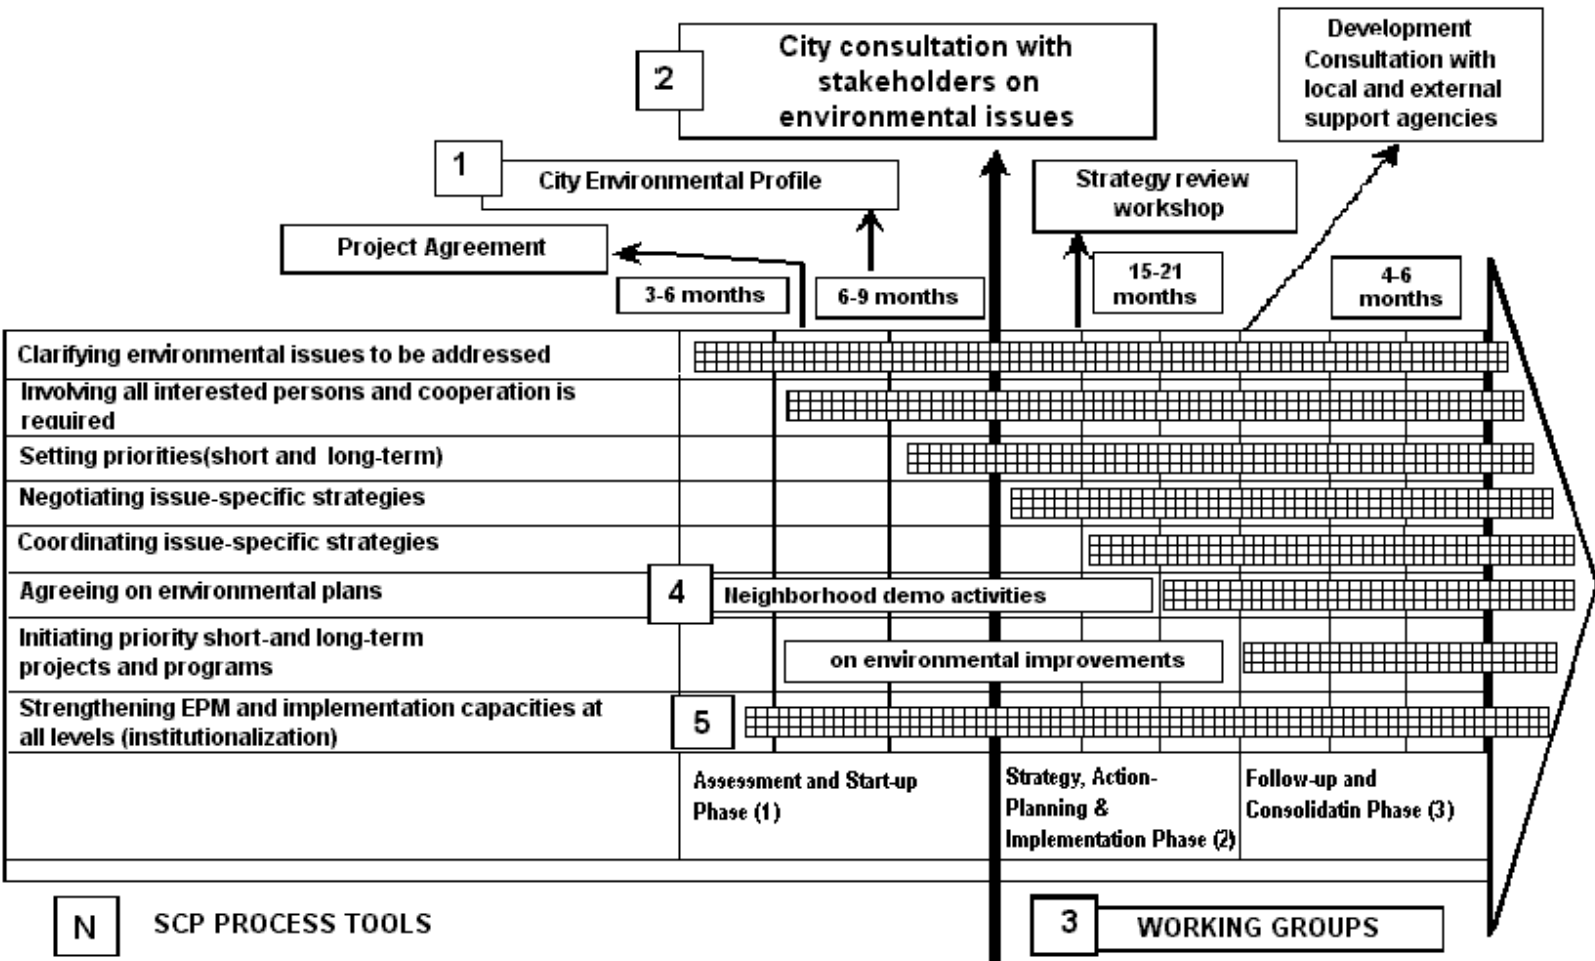 Development
Consultation with
local and external
support agencies
2
City consultation with
stakeholders on
environmental issues
1
City Environmental Profile
Strategy review
workshop
Project Agreement
3-6 months
6-9 months
15-21
months
4-6
months
Clarifying environmental issues to be addressed
Involving all interested persons and cooperation is
required
Setting priorities(short and long-term)
Negotiating issue-specific strategies
Coordinating issue-specific strategies
Agreeing on environmental plans
4
Neighborhood demo activities
Initiating priority short-and long-term
projects and programs
on environmental improvements
Strengthening EPM and implementation capacities at
all levels (institutionalization)
5
Assessment and Start-up
Phase (1)
Strategy, Action-
Planning &
Implementation Phase (2)
Follow-up and
Consolidatin Phase (3)
N
SCP PROCESS TOOLS
3
WORKING GROUPS